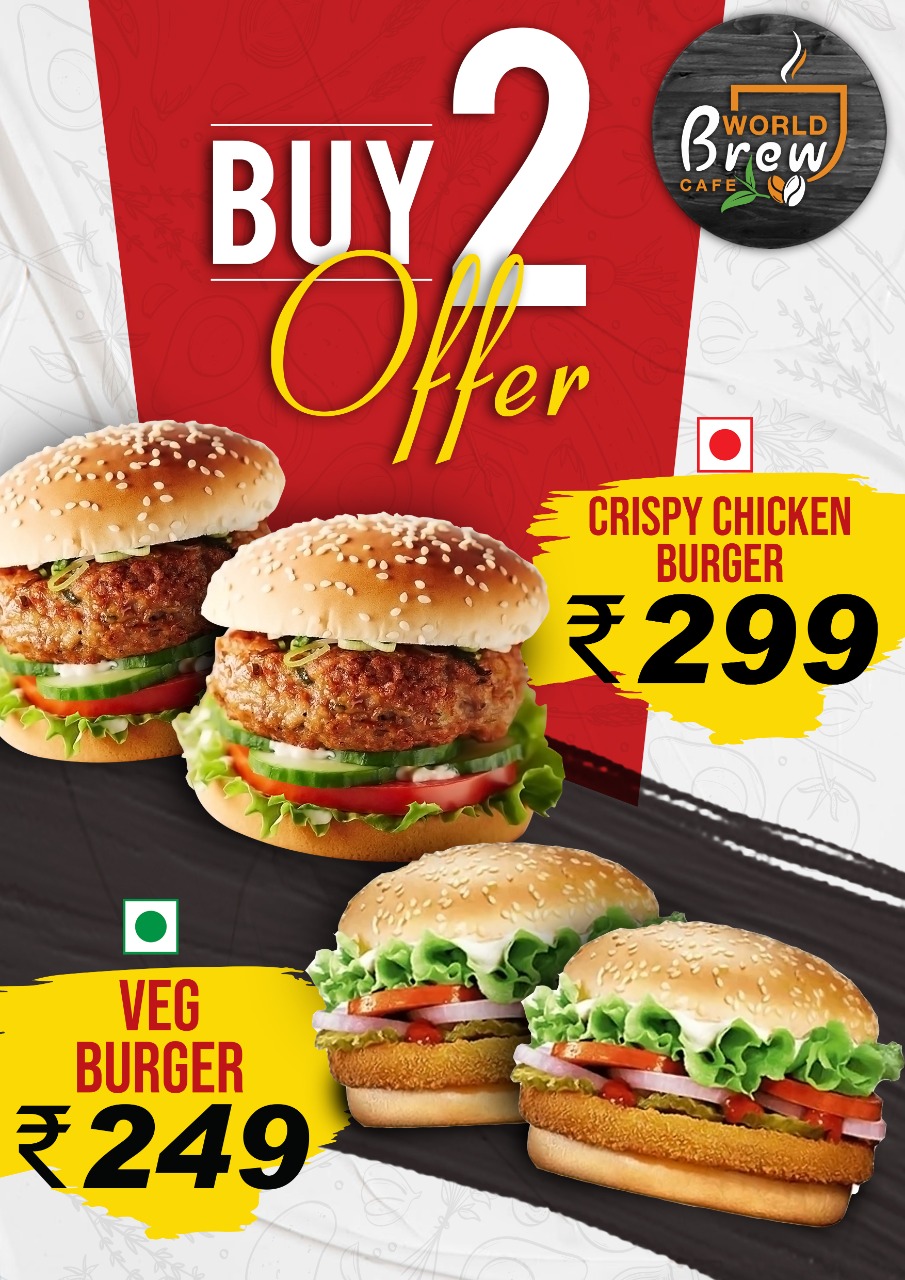 BUY 2
Offer
WORLD
Brew
CAFE
CRISPY CHICKEN
BURGER
₹299
VEG
BURGER
₹249